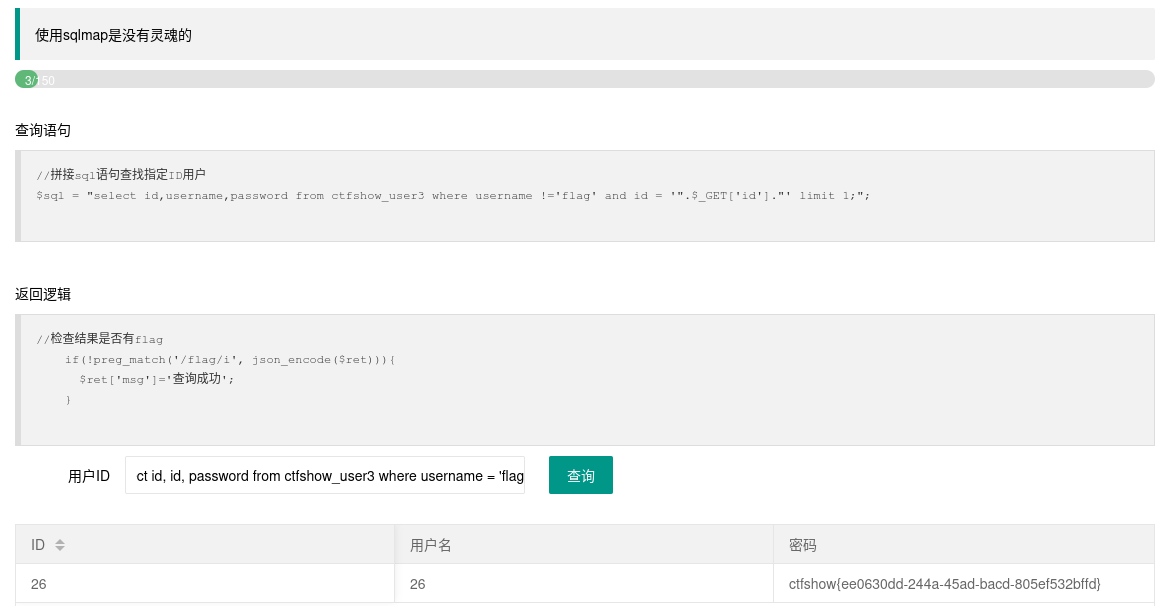 使用sqlmap是没有灵魂的
3/150
查询语句
//拼接sql语句查找指定ID用户
$sql = "select id,username,password from ctfshow_user3 where username !='flag' and id = '".$_GET['id']."' limit 1;";
返回逻辑
//检查结果是否有flag
if(!preg_match('/flag/i', json_encode($ret))){
$ret['msg']='查询成功';
}
用户ID ct id, id, password from ctfshow_user3 where username = 'flag 查询
ID 用户名 密码
26 26 ctfshow{ee0630dd-244a-45ad-bacd-805ef532bffd}